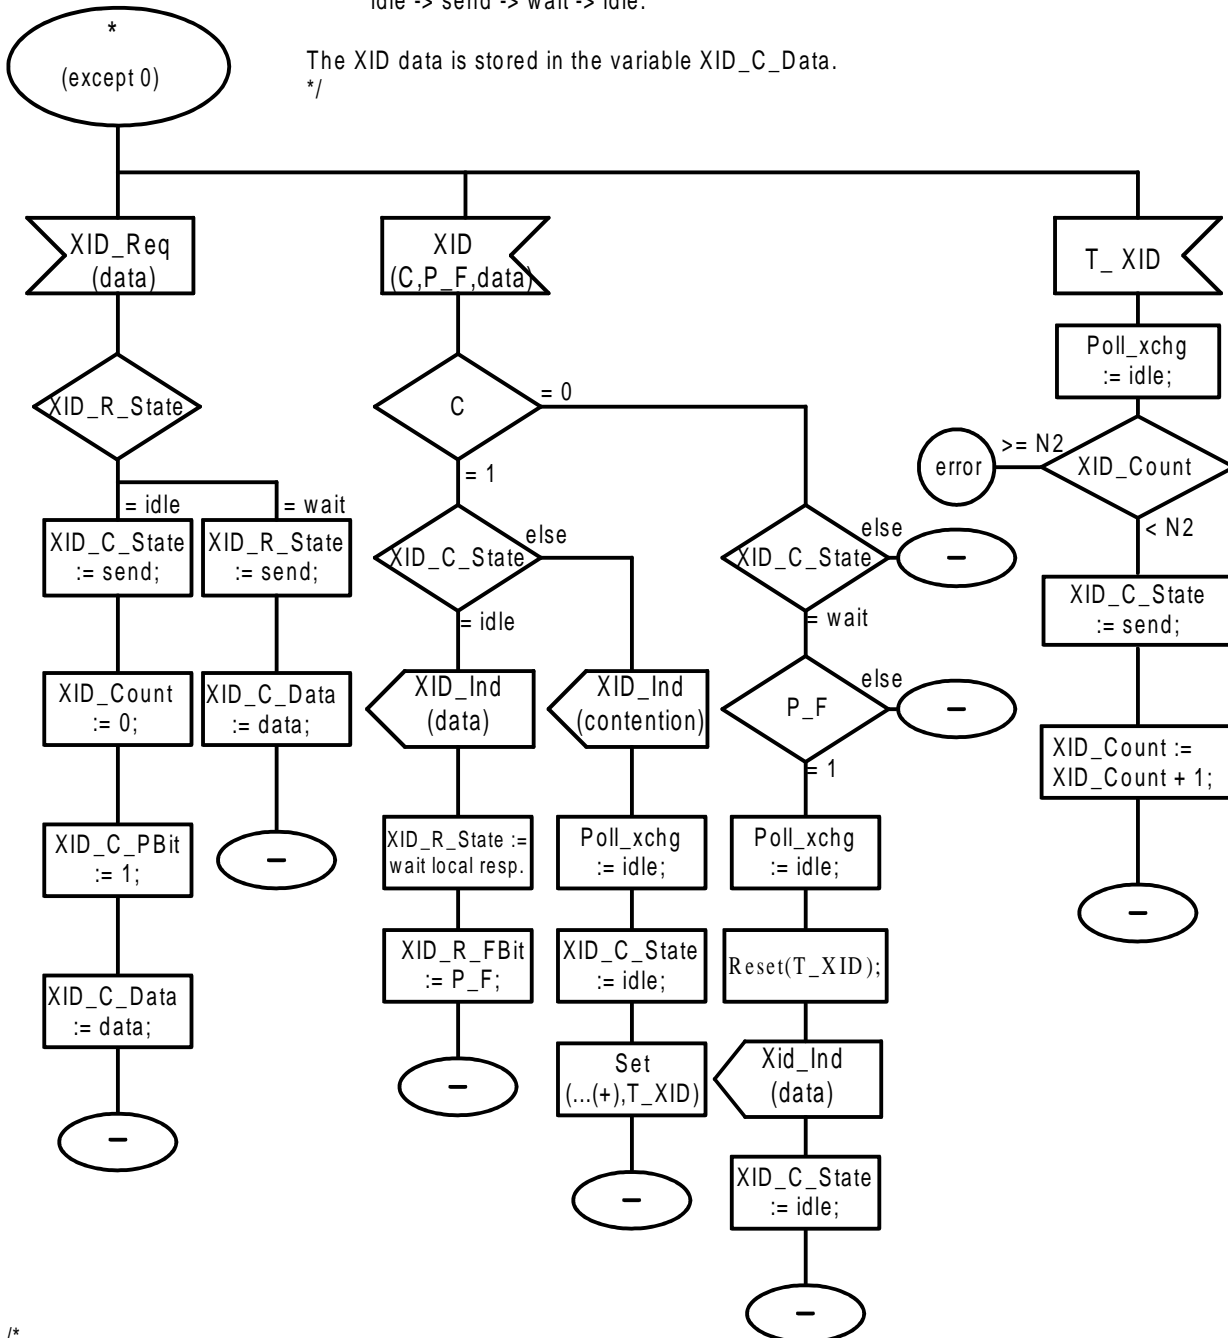 idle -> send -> wait -> idle.
*
(except 0)
The XID data is stored in the variable XID_C_Data.
*/
XID_Req
(data)
XID_R_State
= idle
= wait
XID_C_State
:= send;
XID_R_State
:= send;
XID_Count
:= 0;
XID_C_Data
:= data;
XID_C_PBit
:= 1;
–
XID_C_Data
:= data;
–
XID
(C,P_F,data)
C
= 0
= 1
XID_C_State
else
= idle
XID_Ind
(data)
XID_R_State :=
wait local resp.
XID_R_FBit
:= P_F;
–
XID_Ind
(contention)
Poll_xchg
:= idle;
XID_C_State
:= idle;
Set
(...(+),T_XID)
–
XID_C_State
else
–
= wait
P_F
else
–
= 1
Poll_xchg
:= idle;
Reset(T_XID);
Xid_Ind
(data)
XID_C_State
:= idle;
–
T_ XID
Poll_xchg
:= idle;
XID_Count
>= N2
error
< N2
XID_C_State
:= send;
XID_Count :=
XID_Count + 1;
–
/*